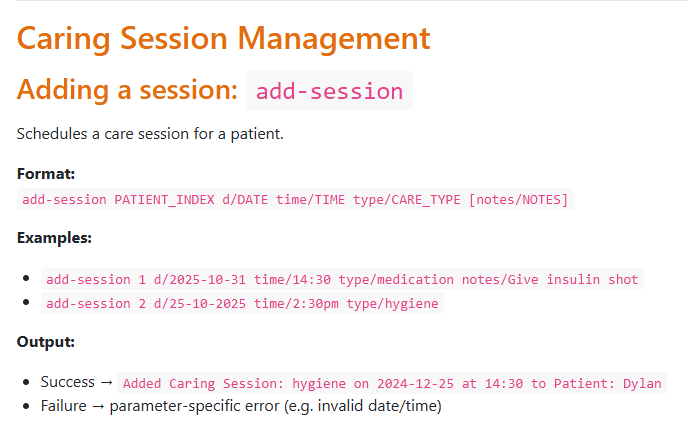 Caring Session Management
Adding a session: add-session
Schedules a care session for a patient.
Format:
add-session PATIENT_INDEX d/DATE time/TIME type/CARE_TYPE [notes/NOTES]
Examples:
• add-session 1 d/2025-10-31 time/14:30 type/medication notes/Give insulin shot
• add-session 2 d/25-10-2025 time/2:30pm type/hygiene
Output:
• Success → Added Caring Session: hygiene on 2024-12-25 at 14:30 to Patient: Dylan
• Failure → parameter-specific error (e.g. invalid date/time)